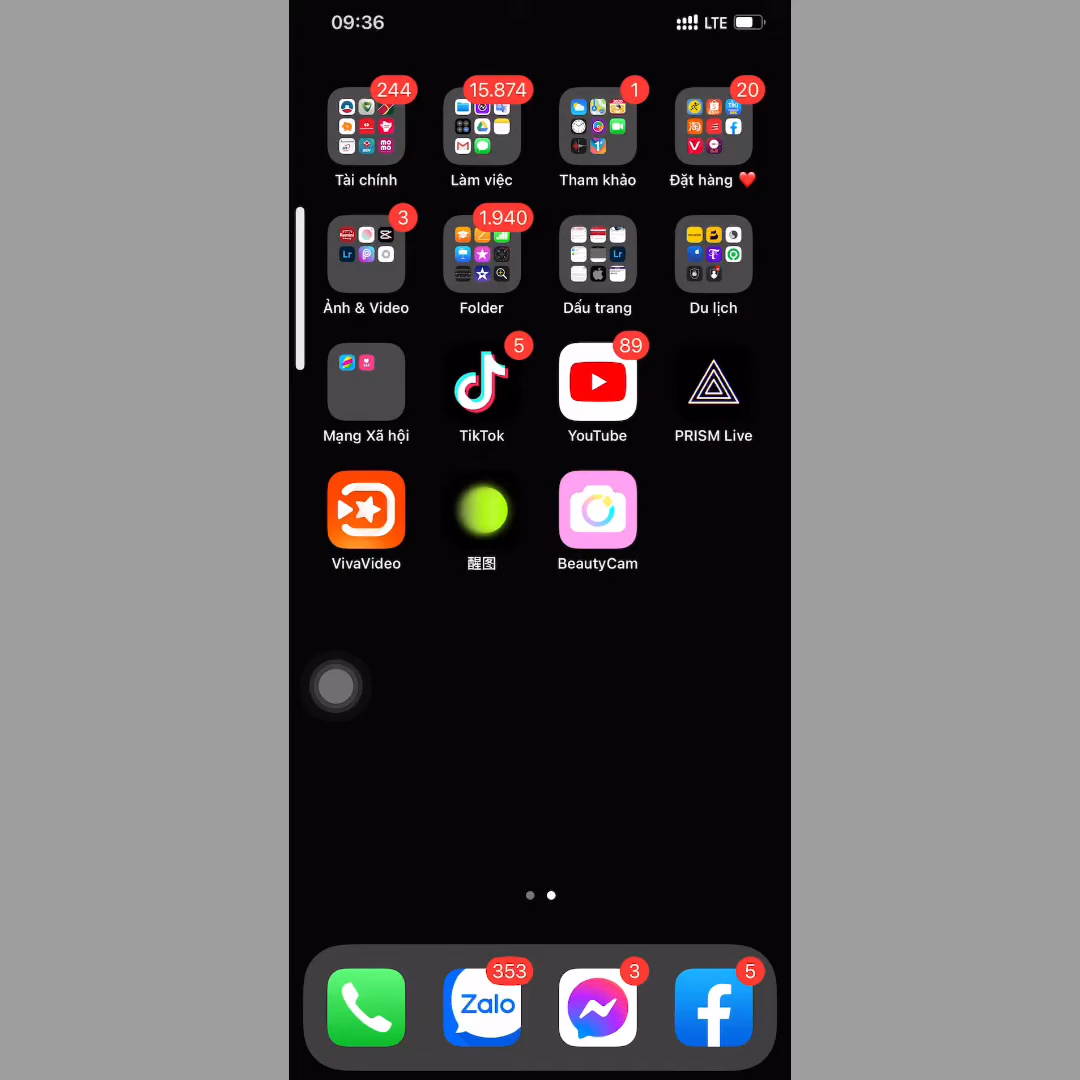 09:36 LTE
244 15.874 1 20
Tài chính Làm việc Tham khảo Đặt hàng ❤️
3 1.940
Ảnh & Video Folder Dấu trang Du lịch
5 89
Mạng Xã hội TikTok YouTube PRISM Live
VivaVideo 醒图 BeautyCam
353 3 5
Zalo